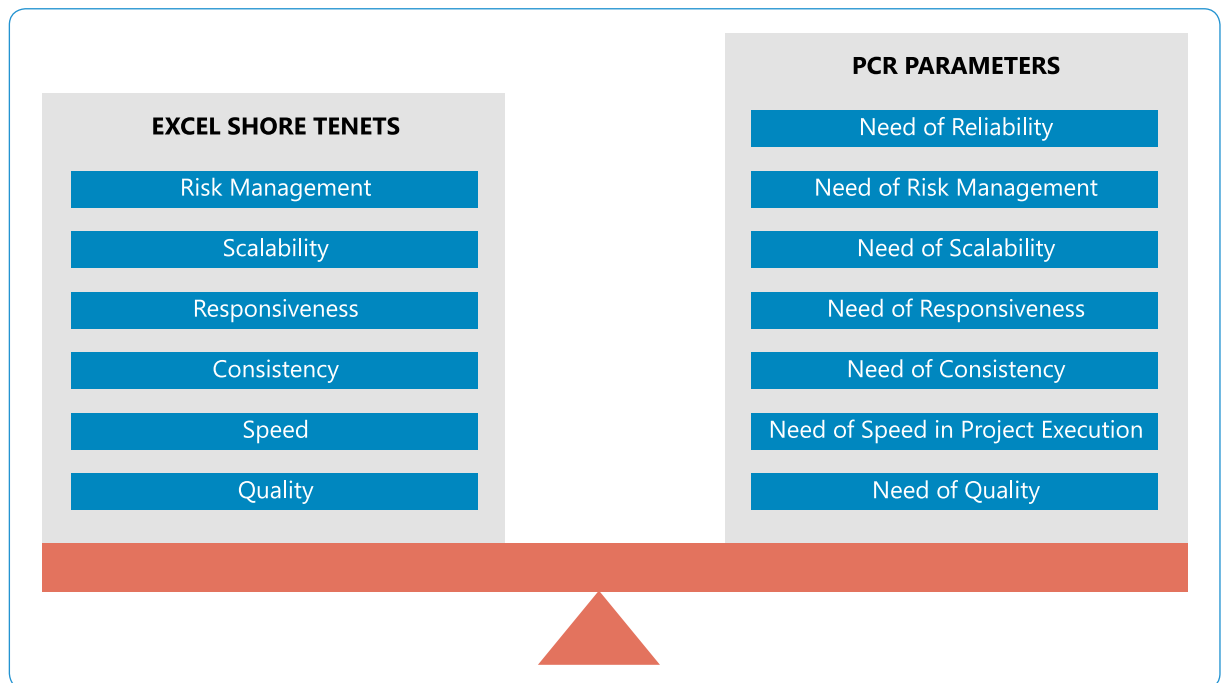 EXCEL SHORE TENETS
Risk Management
Scalability
Responsiveness
Consistency
Speed
Quality
PCR PARAMETERS
Need of Reliability
Need of Risk Management
Need of Scalability
Need of Responsiveness
Need of Consistency
Need of Speed in Project Execution
Need of Quality